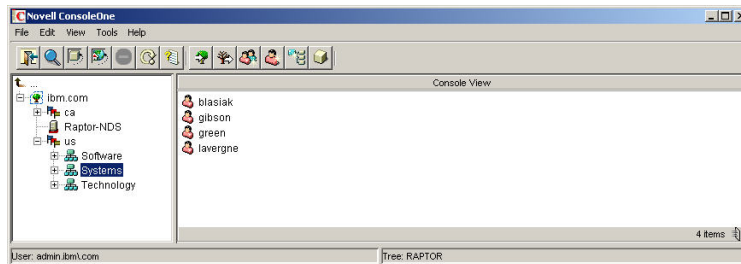 Novell ConsoleOne
File Edit View Tools Help
Console View
ibm.com
ca
Raptor-NDS
us
Software
Systems
Technology
blasiak
gibson
green
lavergne
4 items
User: admin.ibm\.com
Tree: RAPTOR